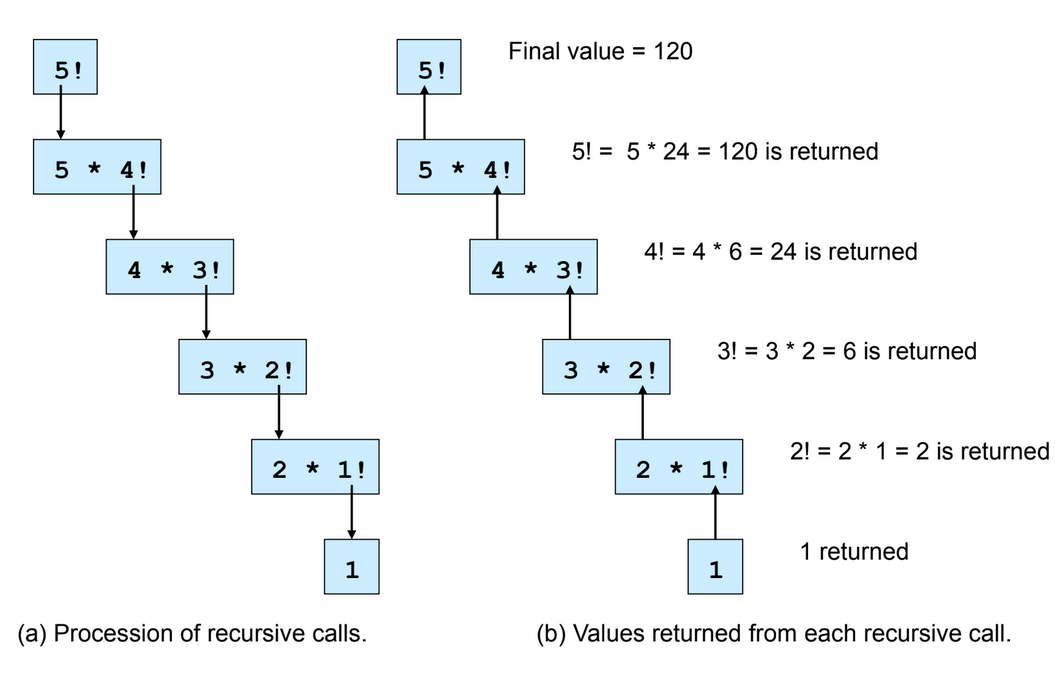 5!
5 * 4!
4 * 3!
3 * 2!
2 * 1!
1
(a) Procession of recursive calls.
5!
Final value = 120
5 * 4!
5! =  5 * 24 = 120 is returned
4 * 3!
4! = 4 * 6 = 24 is returned
3 * 2!
3! = 3 * 2 = 6 is returned
2 * 1!
2! = 2 * 1 = 2 is returned
1
1 returned
(b) Values returned from each recursive call.